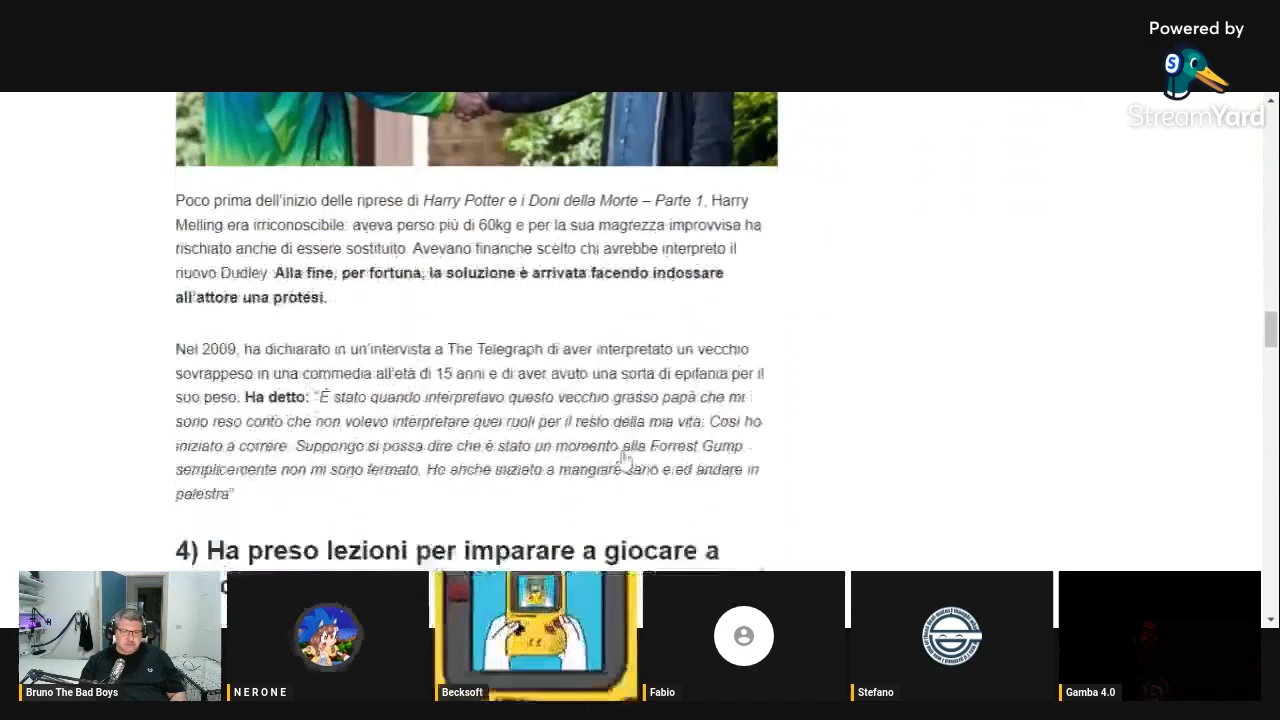 Powered by
StreamYard
Poco prima dell'inizio delle riprese di Harry Potter e i Doni della Morte – Parte 1, Harry
Melling era irriconoscibile: aveva perso più di 60kg e per la sua magrezza improvvisa ha
rischiato anche di essere sostituito. Avevano finanche scelto chi avrebbe interpreto il
nuovo Dudley. Alla fine, per fortuna, la soluzione è arrivata facendo indossare
all'attore una protesi.
Nel 2009, ha dichiarato in un'intervista a The Telegraph di aver interpretato un vecchio
sovrappeso in una commedia all'età di 15 anni e di aver avuto una sorta di epifania per il
suo peso. Ha detto: "È stato quando interpretavo questo vecchio grasso papà che mi
sono reso conto che non volevo interpretare quei ruoli per il resto della mia vita. Così ho
iniziato a correre. Suppongo si possa dire che è stato un momento alla Forrest Gump
semplicemente non mi sono fermato. Ho anche iniziato a mangiare sano e ed andare in
palestra"
4) Ha preso lezioni per imparare a giocare a
Bruno The Bad Boys
N E R O N E
Becksoft
Fabio
Stefano
Gamba 4.0